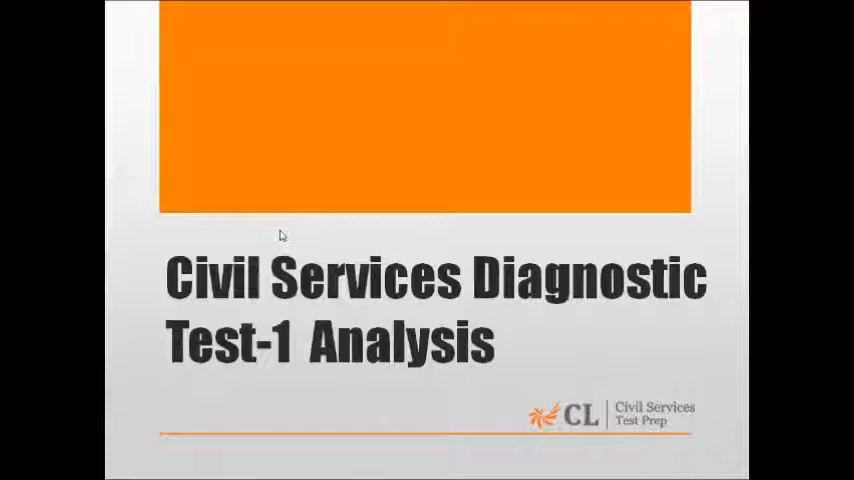 Civil Services Diagnostic
Test-1 Analysis
CL
Civil Services
Test Prep